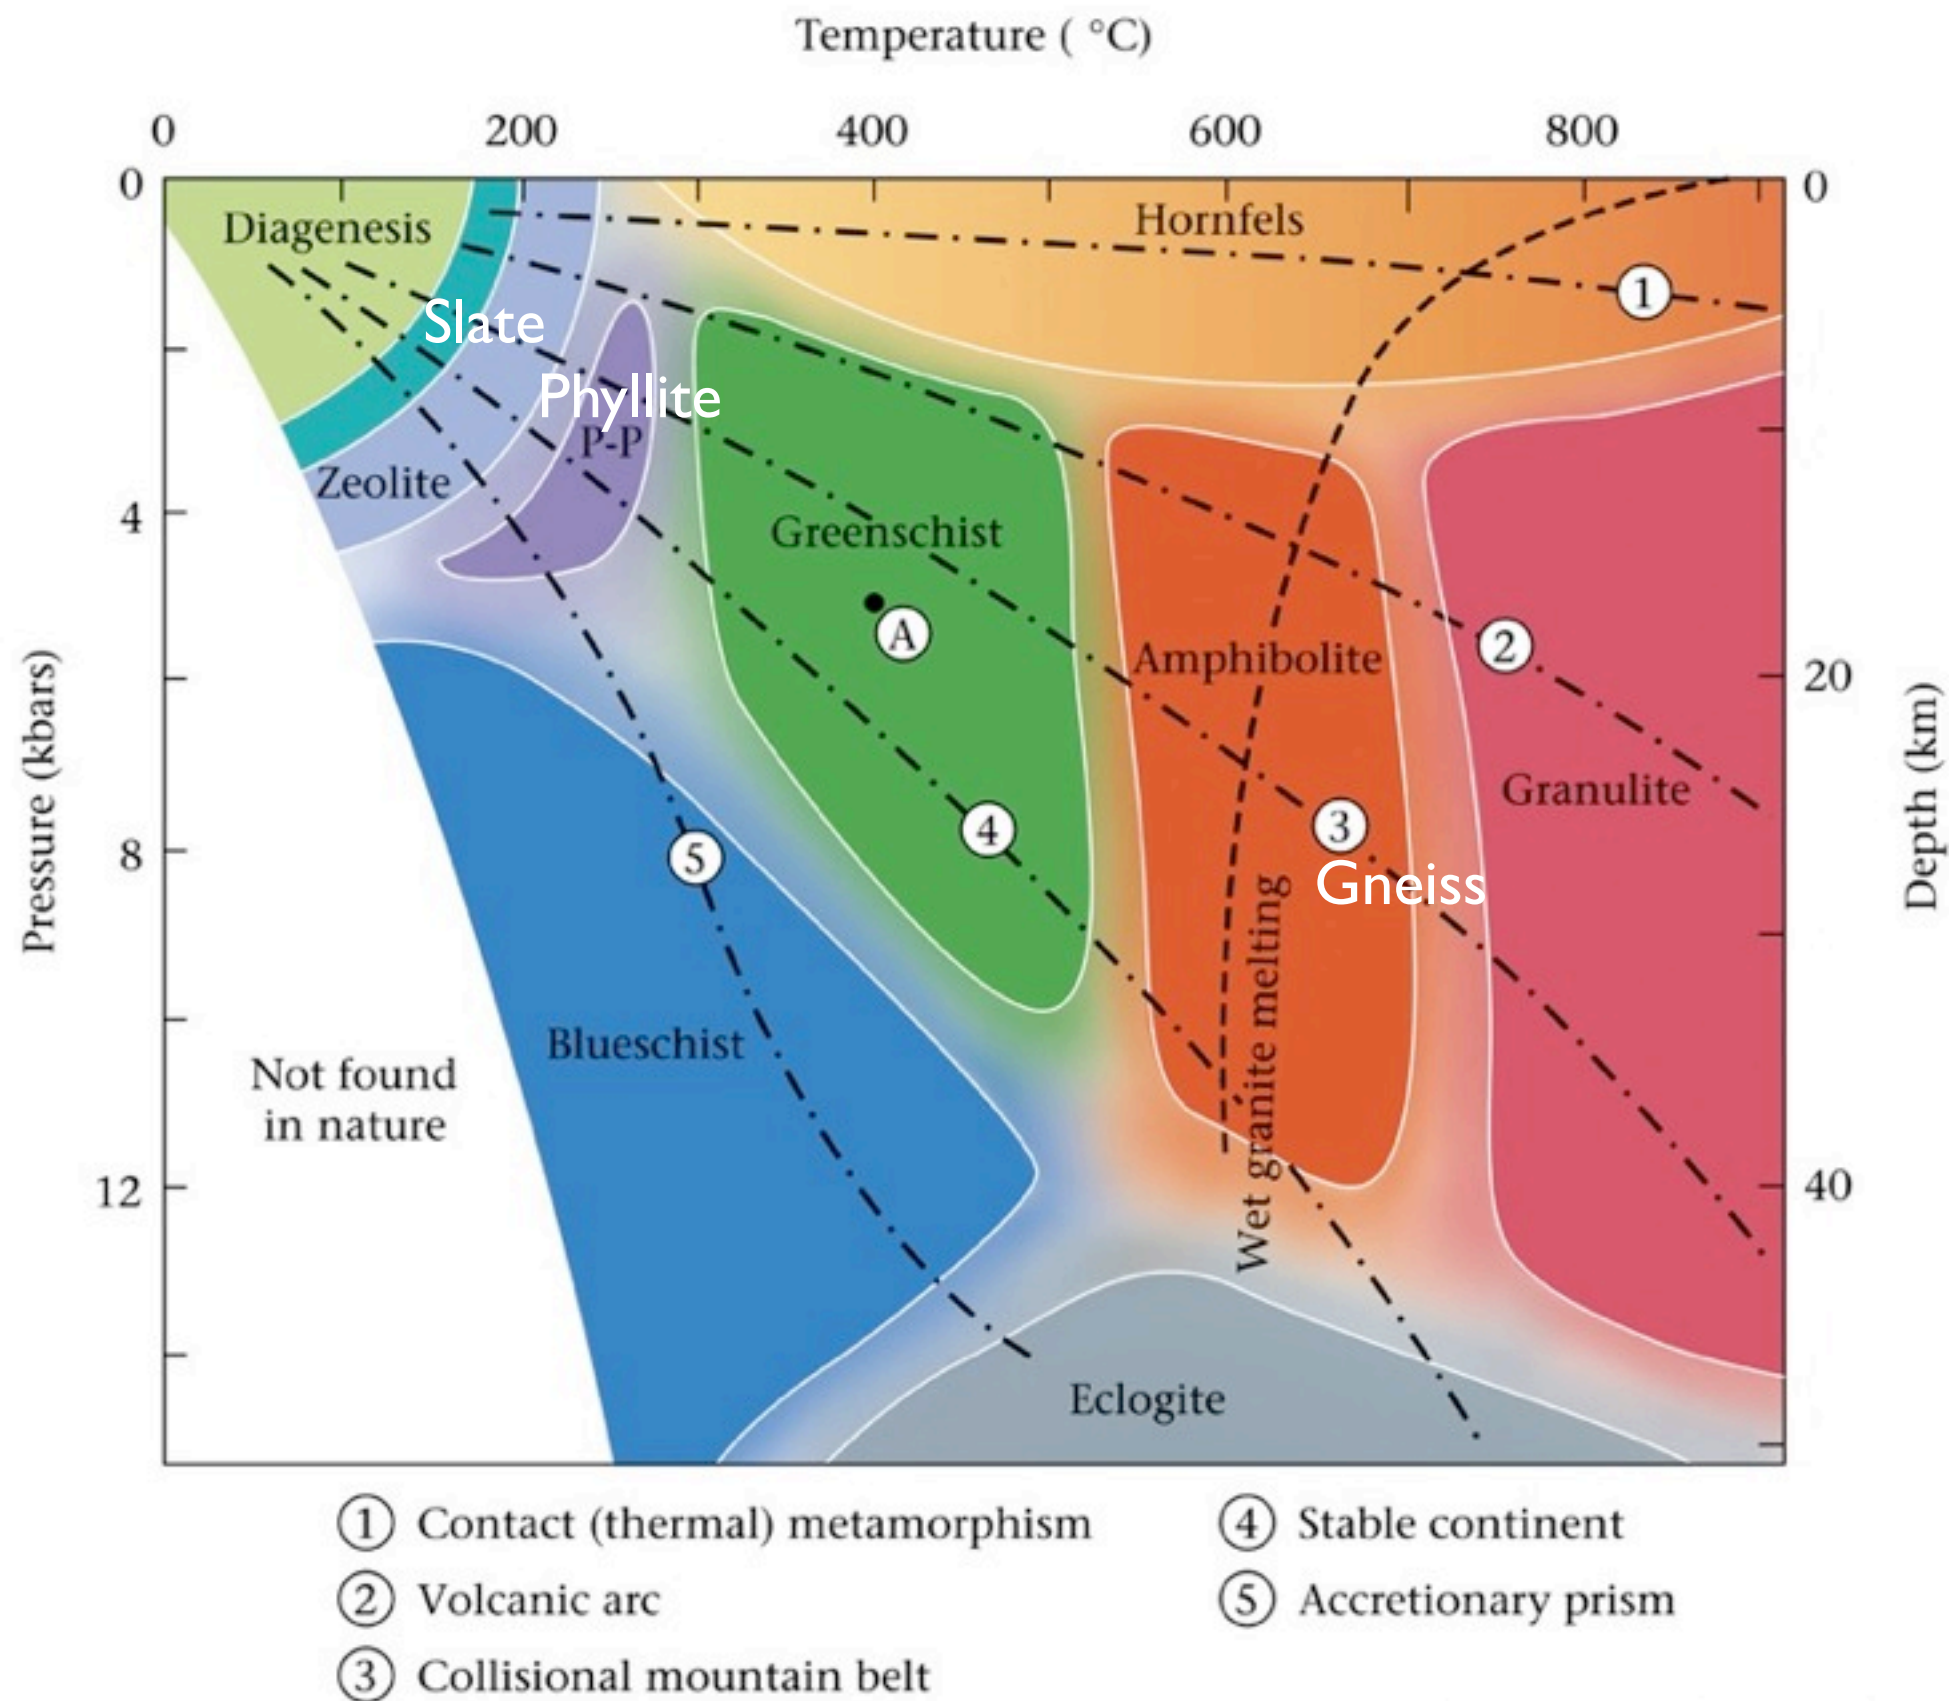 Temperature ( °C)
0 200 400 600 800
0 0
Diagenesis
Hornfels
1
Slate
Phyllite
P-P
Zeolite
4
Greenschist
A
Amphibolite
2
20
Pressure (kbars)
Depth (km)
Granulite
8
5
4
3
Gneiss
Wet granite melting
Blueschist
Not found
in nature
12 40
Eclogite
1 Contact (thermal) metamorphism
2 Volcanic arc
3 Collisional mountain belt
4 Stable continent
5 Accretionary prism